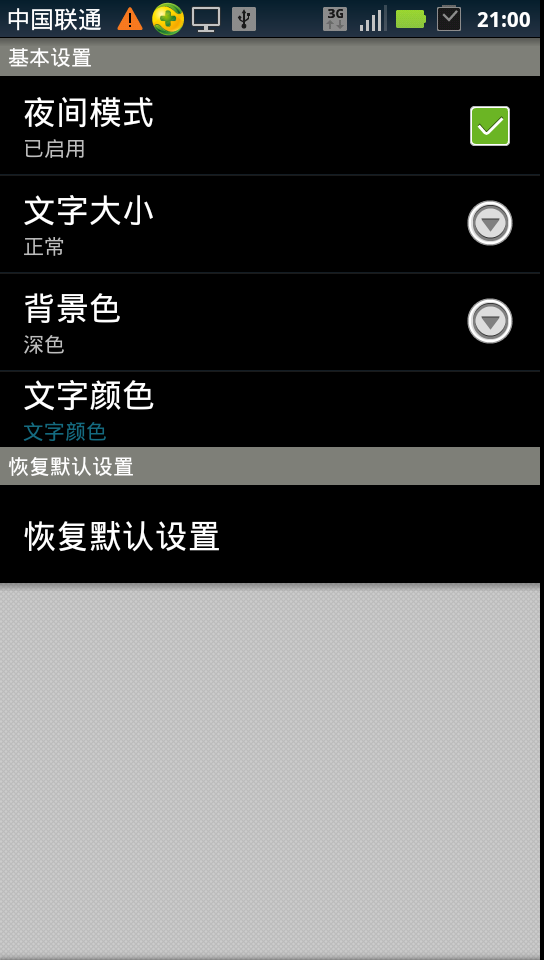 中国联通 3G 21:00
基本设置
夜间模式
已启用
文字大小
正常
背景色
深色
文字颜色
文字颜色
恢复默认设置
恢复默认设置